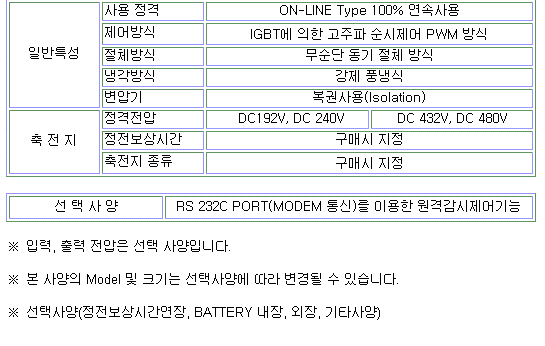 사용 정격 ON-LINE Type 100% 연속사용
제어방식 IGBT에 의한 고주파 순시제어 PWM 방식
일반특성 절체방식 무순단 동기 절체 방식
냉각방식 강제 풍냉식
변압기 복권사용(Isolation)
정격전압 DC192V, DC 240V DC 432V, DC 480V
축 전 지 정전보상시간 구매시 지정
축전지 종류 구매시 지정
선 택 사 양 RS 232C PORT(MODEM 통신)를 이용한 원격감시제어기능
※ 입력, 출력 전압은 선택 사양입니다.
※ 본 사양의 Model 및 크기는 선택사양에 따라 변경될 수 있습니다.
※ 선택사양(정전보상시간연장, BATTERY 내장, 외장, 기타사양)